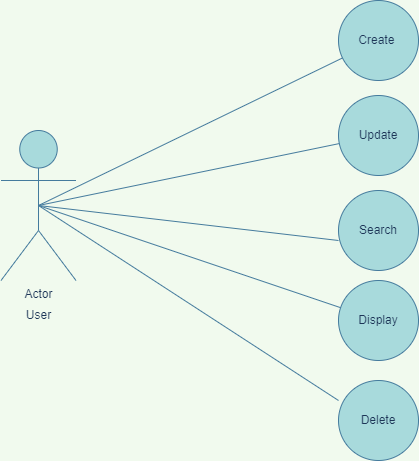 Create
Update
Search
Actor
User
Display
Delete